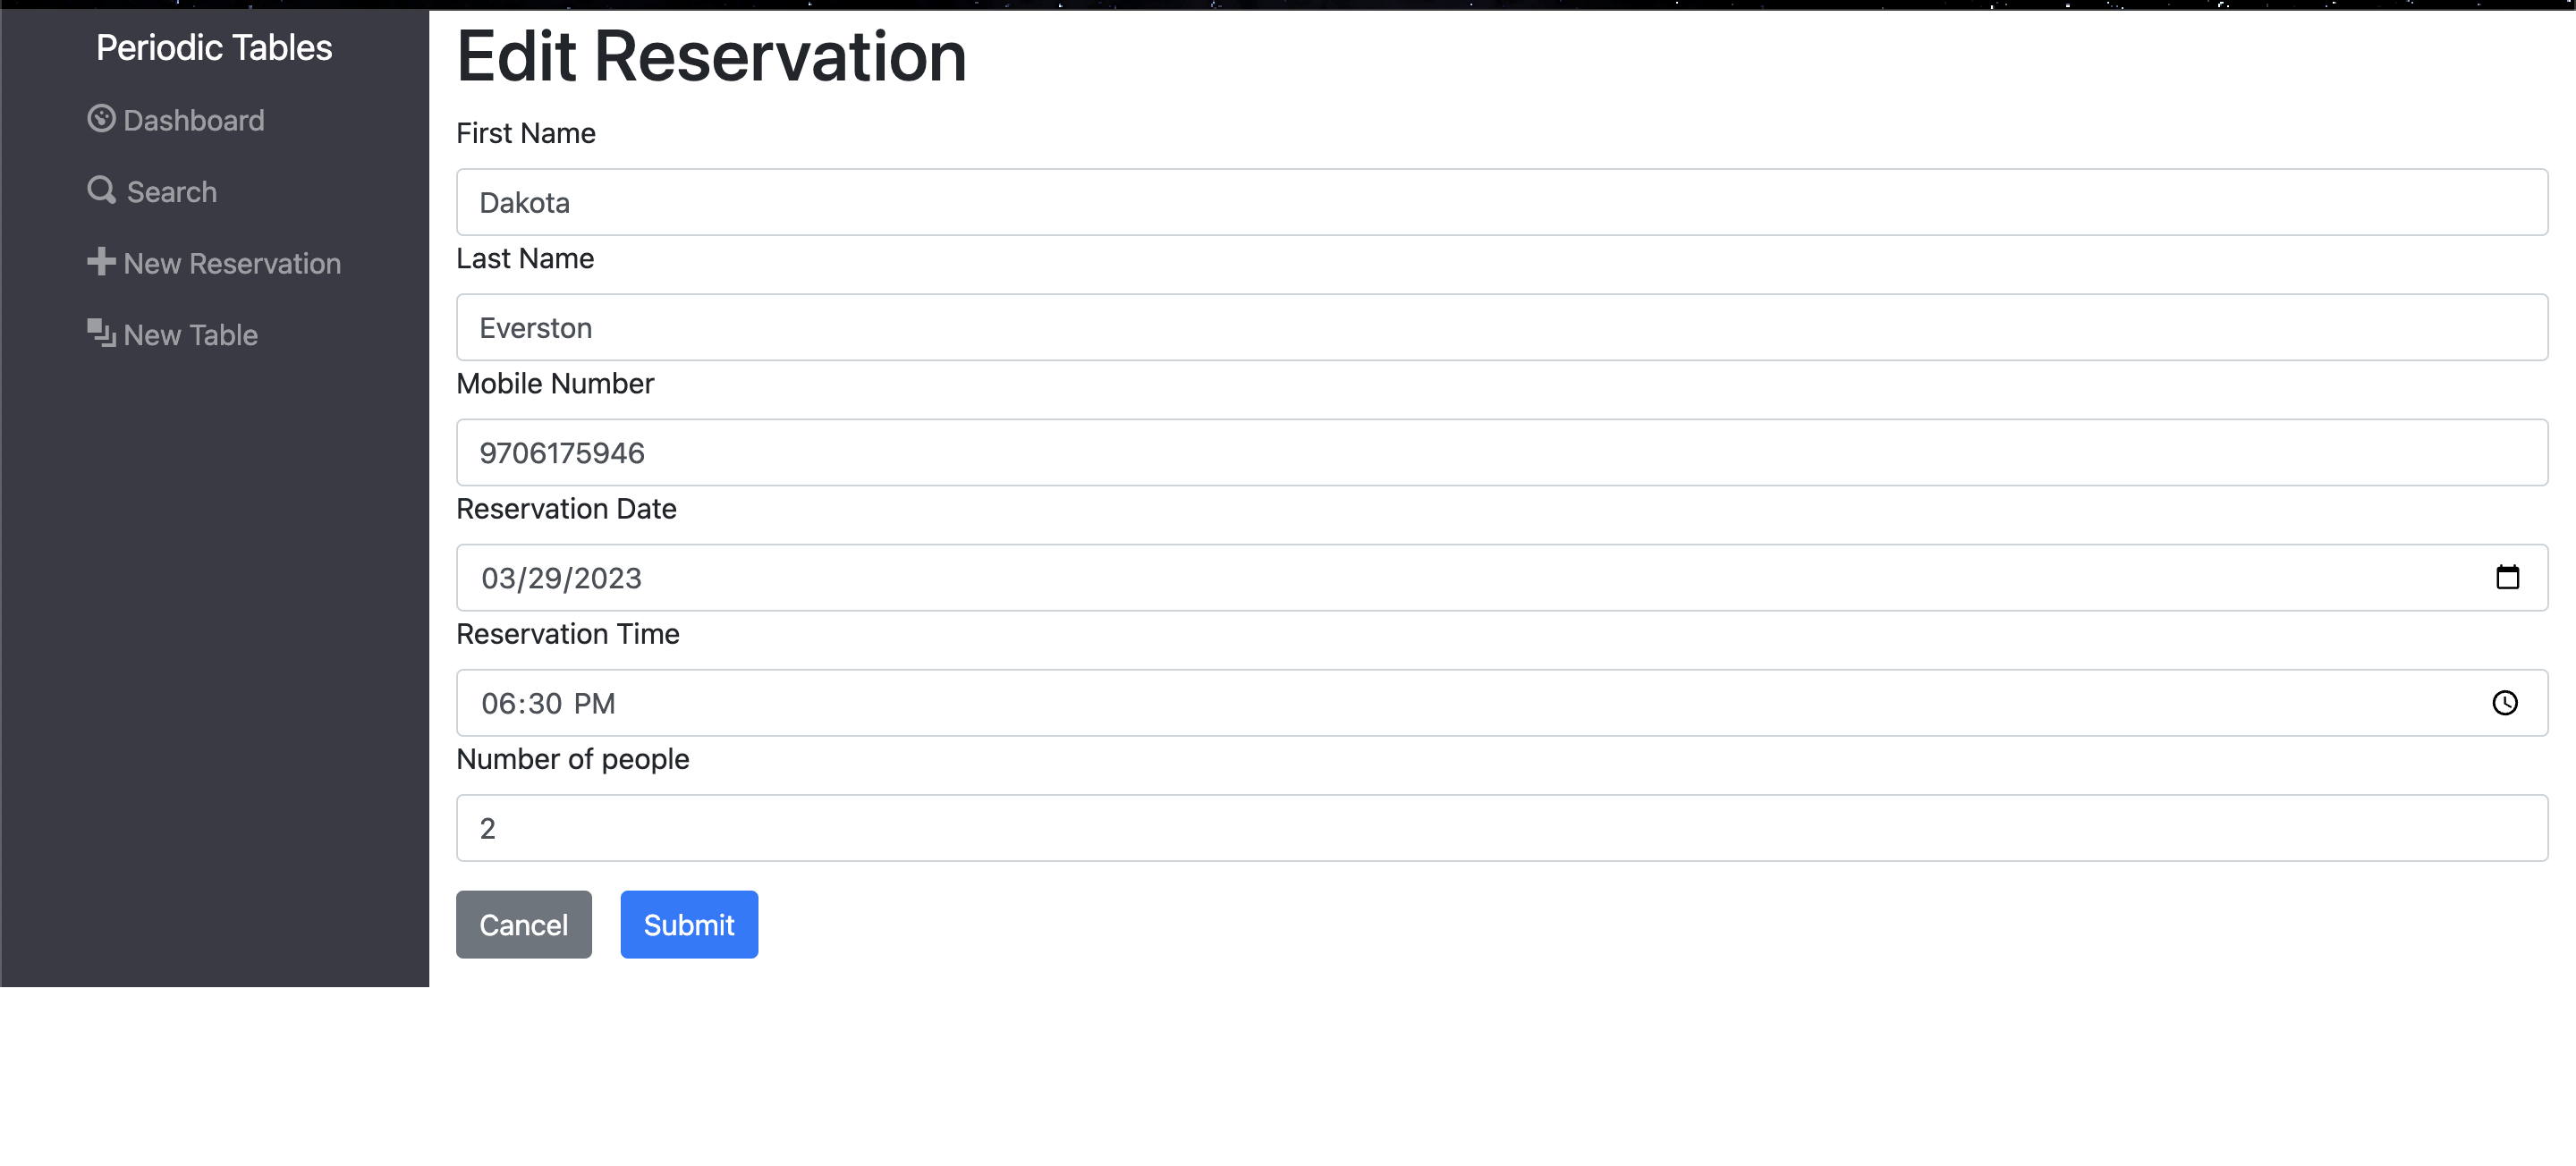 Periodic Tables
Dashboard
Search
New Reservation
New Table
Edit Reservation
First Name
Dakota
Last Name
Everston
Mobile Number
9706175946
Reservation Date
03/29/2023
Reservation Time
06:30 PM
Number of people
2
Cancel
Submit